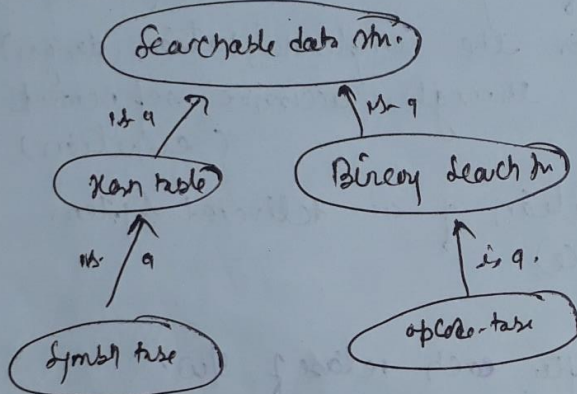 Searchable data str.
is a
is a
Hash table
Binary Search tr
is a
is a.
Symbol table
opcode-table